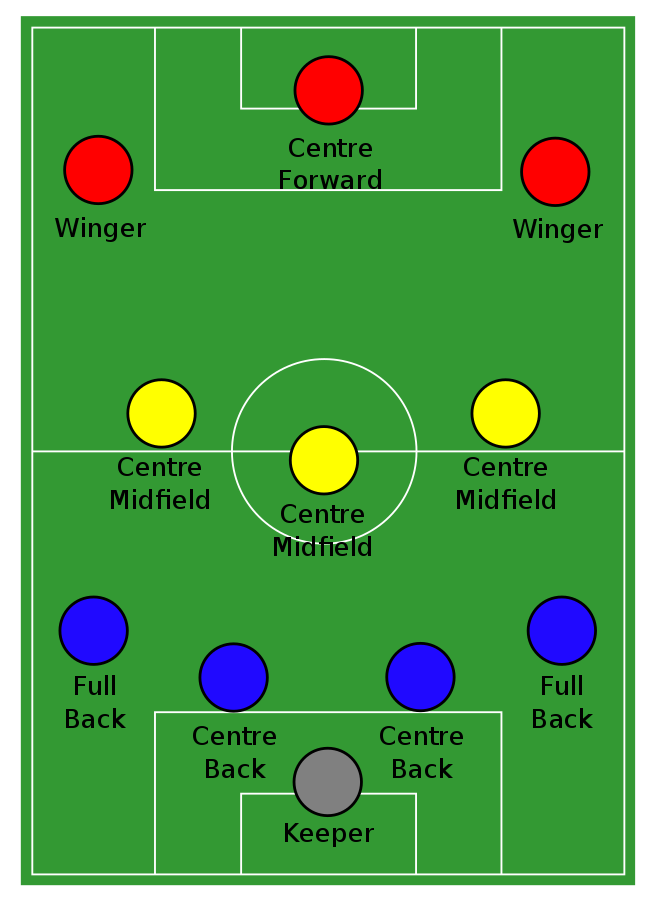 Centre
Forward
Winger
Winger
Centre
Midfield
Centre
Midfield
Centre
Midfield
Full
Back
Centre
Back
Centre
Back
Full
Back
Keeper